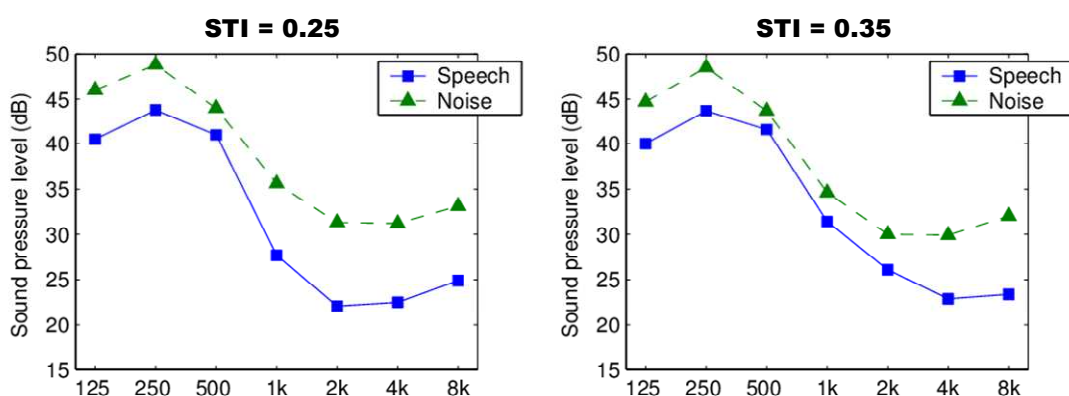 STI = 0.25
50
45
40
35
30
25
20
15
Sound pressure level (dB)
Speech
Noise
125 250 500 1k 2k 4k 8k
STI = 0.35
50
45
40
35
30
25
20
15
Sound pressure level (dB)
Speech
Noise
125 250 500 1k 2k 4k 8k